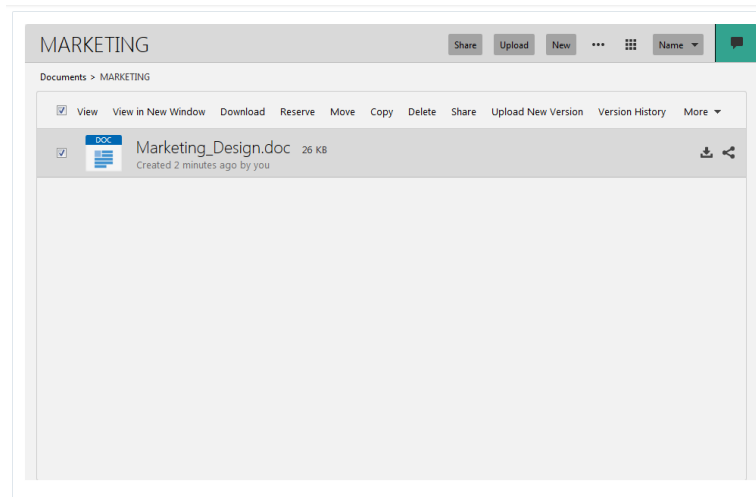 MARKETING
Share Upload New ••• Name
Documents > MARKETING
View View in New Window Download Reserve Move Copy Delete Share Upload New Version Version History More
DOC
Marketing_Design.doc 26 KB
Created 2 minutes ago by you